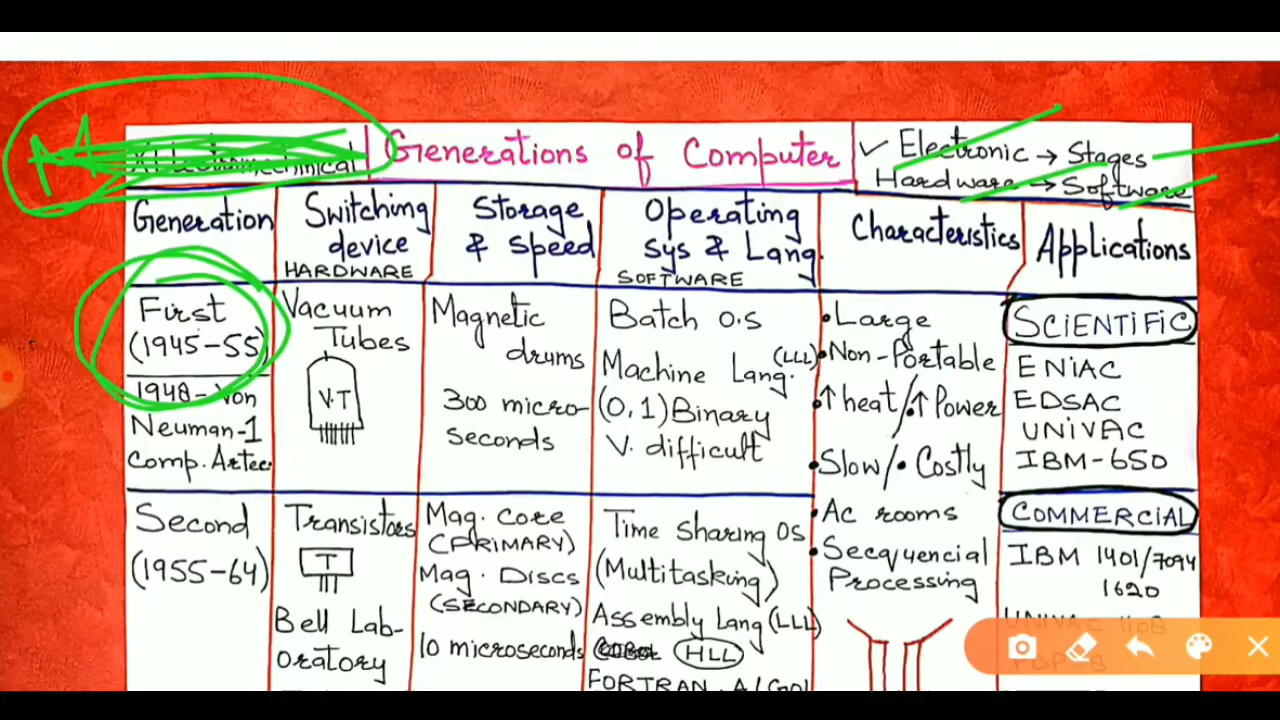 Generations of Computer
✓ Electronic → Stages
Hardware → Software
Generation
Switching
device
HARDWARE
Storage
& speed
Operating
sys & Lang.
SOFTWARE
Characteristics
Applications
First
(1945-55)
1948- Von
Neuman-1
Comp. Artec
Vacuum
Tubes
V.T
Magnetic
drums
300 micro-
seconds
Batch O.S
Machine Lang. (LLL)
(0,1) Binary
V. difficult
• Large
• Non-Portable
• ↑ heat/• ↑ Power
• Slow/• Costly
SCIENTIFIC
ENIAC
EDSAC
UNIVAC
IBM-650
Second
(1955-64)
Transistors
T
Bell Lab-
oratory
Mag. Core
(PRIMARY)
Mag. Discs
(SECONDARY)
10 microseconds
Time sharing OS
(Multitasking)
Assembly Lang (LLL)
HLL
FORTRAN
• Ac rooms
• Secqyencial
Processing
COMMERCIAL
IBM 1401/7094
1620